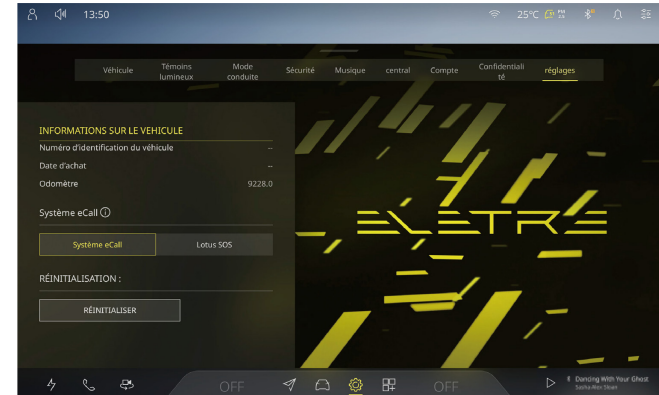 13:50
25°C
Véhicule
Témoins
lumineux
Mode
conduite
Sécurité
Musique
central
Compte
Confidentiali
té
réglages
INFORMATIONS SUR LE VEHICULE
Numéro d'identification du véhicule --
Date d'achat --
Odomètre 9228.0
Système eCall
Système eCall
Lotus SOS
RÉINITIALISATION :
RÉINITIALISER
ELETRE
OFF
OFF
Dancing With Your Ghost
Sasha Alex Sloan